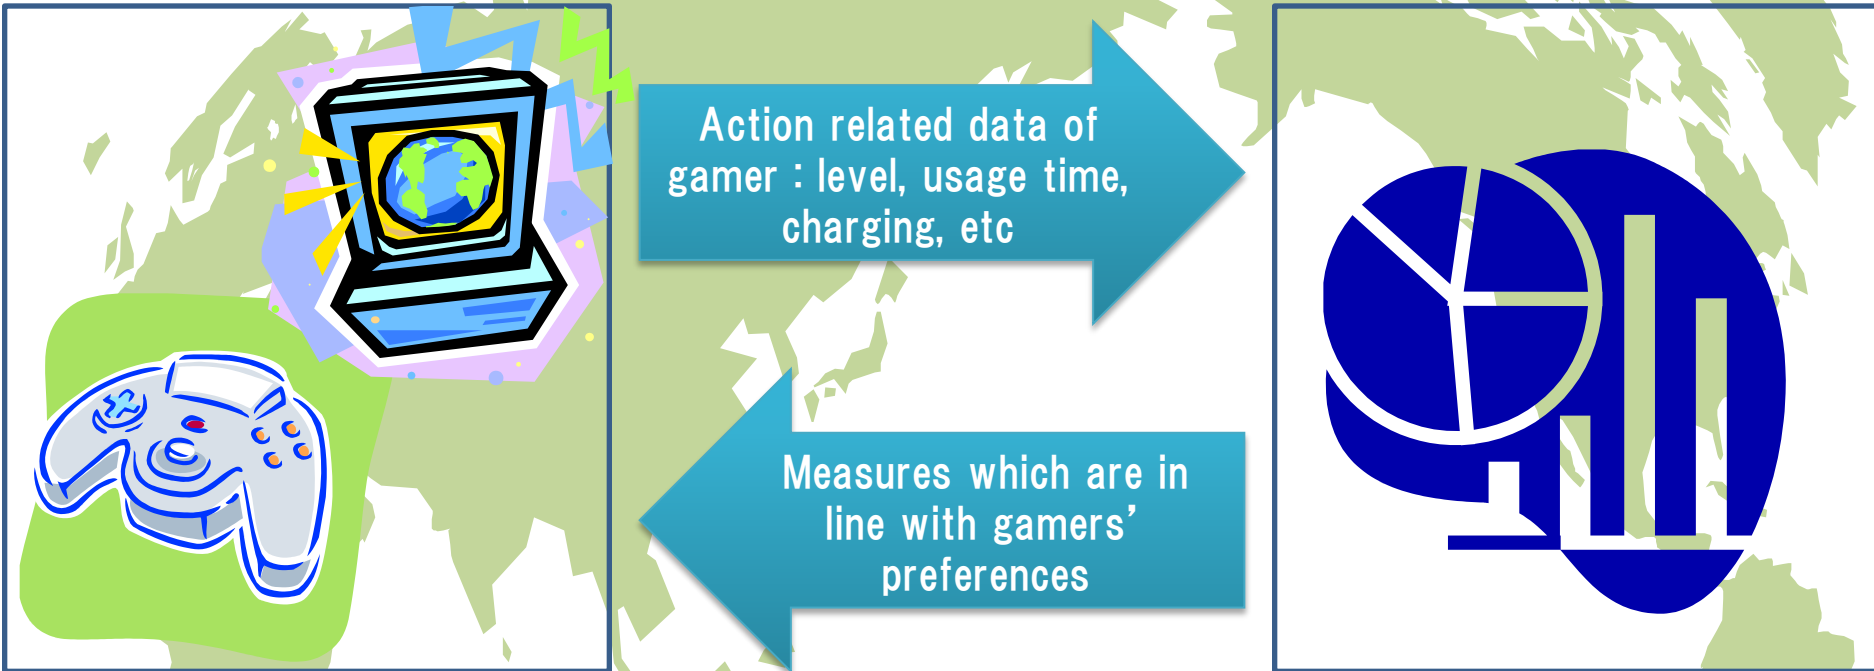 Action related data of
gamer : level, usage time,
charging, etc
Measures which are in
line with gamers’
preferences